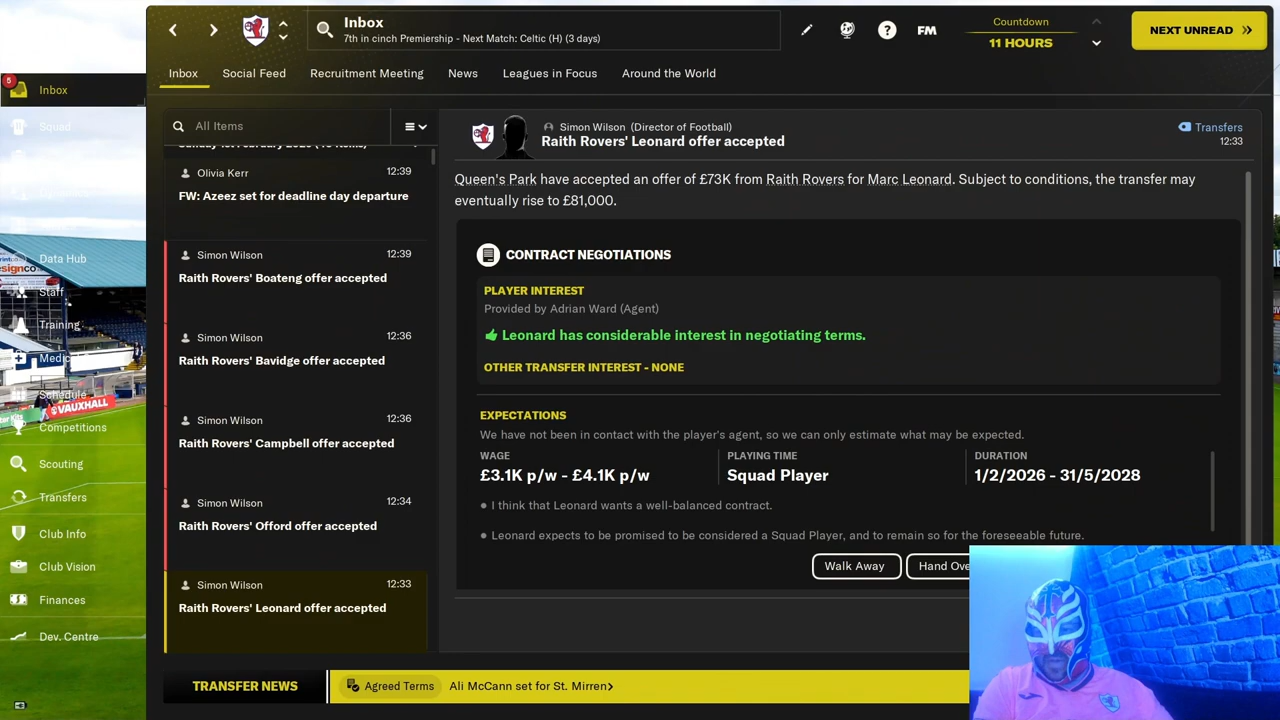 Inbox
7th in cinch Premiership - Next Match: Celtic (H) (3 days)
FM
Countdown
11 HOURS
NEXT UNREAD
Inbox
Social Feed
Recruitment Meeting
News
Leagues in Focus
Around the World
5
Inbox
Squad
Data Hub
Staff
Training
Schedule
VAUXHALL
Competitions
Scouting
Transfers
Club Info
Club Vision
Finances
Dev. Centre
All Items
Olivia Kerr
12:39
FW: Azeez set for deadline day departure
Simon Wilson
12:39
Raith Rovers' Boateng offer accepted
Simon Wilson
12:36
Raith Rovers' Bavidge offer accepted
Simon Wilson
12:36
Raith Rovers' Campbell offer accepted
Simon Wilson
12:34
Raith Rovers' Offord offer accepted
Simon Wilson
12:33
Raith Rovers' Leonard offer accepted
Simon Wilson (Director of Football)
Raith Rovers' Leonard offer accepted
Transfers
12:33
Queen's Park have accepted an offer of £73K from Raith Rovers for Marc Leonard. Subject to conditions, the transfer may
eventually rise to £81,000.
CONTRACT NEGOTIATIONS
PLAYER INTEREST
Provided by Adrian Ward (Agent)
Leonard has considerable interest in negotiating terms.
OTHER TRANSFER INTEREST - NONE
EXPECTATIONS
We have not been in contact with the player's agent, so we can only estimate what may be expected.
WAGE
£3.1K p/w - £4.1K p/w
PLAYING TIME
Squad Player
DURATION
1/2/2026 - 31/5/2028
• I think that Leonard wants a well-balanced contract.
• Leonard expects to be promised to be considered a Squad Player, and to remain so for the foreseeable future.
Walk Away
Hand Ove
TRANSFER NEWS
Agreed Terms
Ali McCann set for St. Mirren>